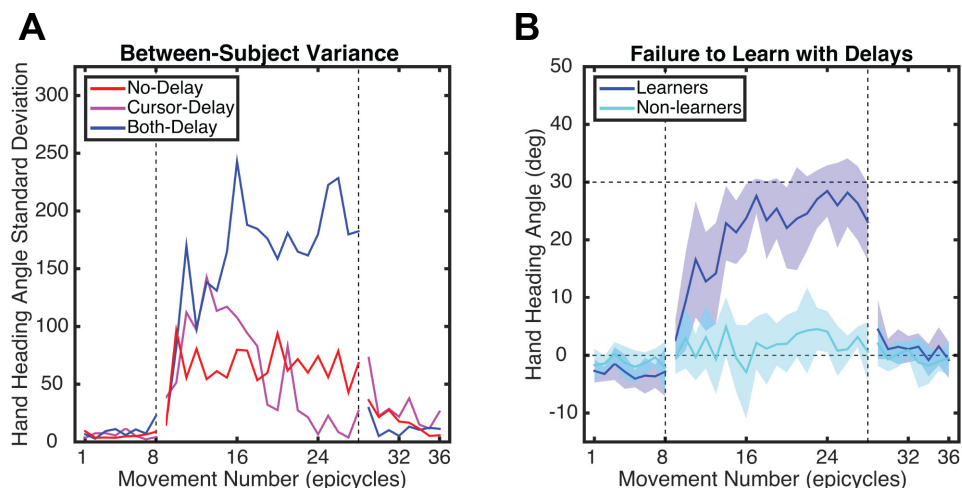 A
Between-Subject Variance
Hand Heading Angle Standard Deviation
300
250
200
150
100
50
0
No-Delay
Cursor-Delay
Both-Delay
1 8 16 24 32 36
Movement Number (epicycles)
B
Failure to Learn with Delays
Hand Heading Angle (deg)
50
40
30
20
10
0
-10
Learners
Non-learners
1 8 16 24 32 36
Movement Number (epicycles)